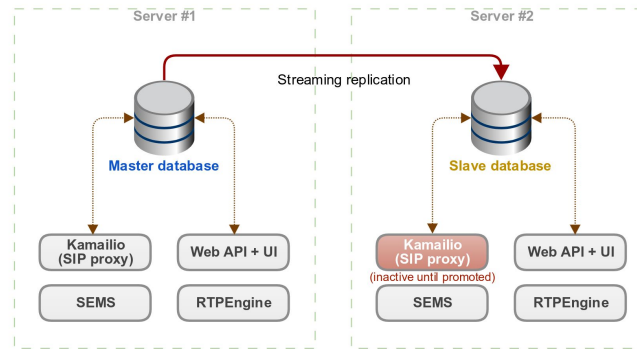 Server #1
Server #2
Streaming replication
Master database
Slave database
Kamailio
(SIP proxy)
Web API + UI
Kamailio
(SIP proxy)
Web API + UI
(inactive until promoted)
SEMS
RTPEngine
SEMS
RTPEngine